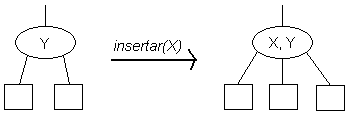 Y
insertar(X)
X, Y